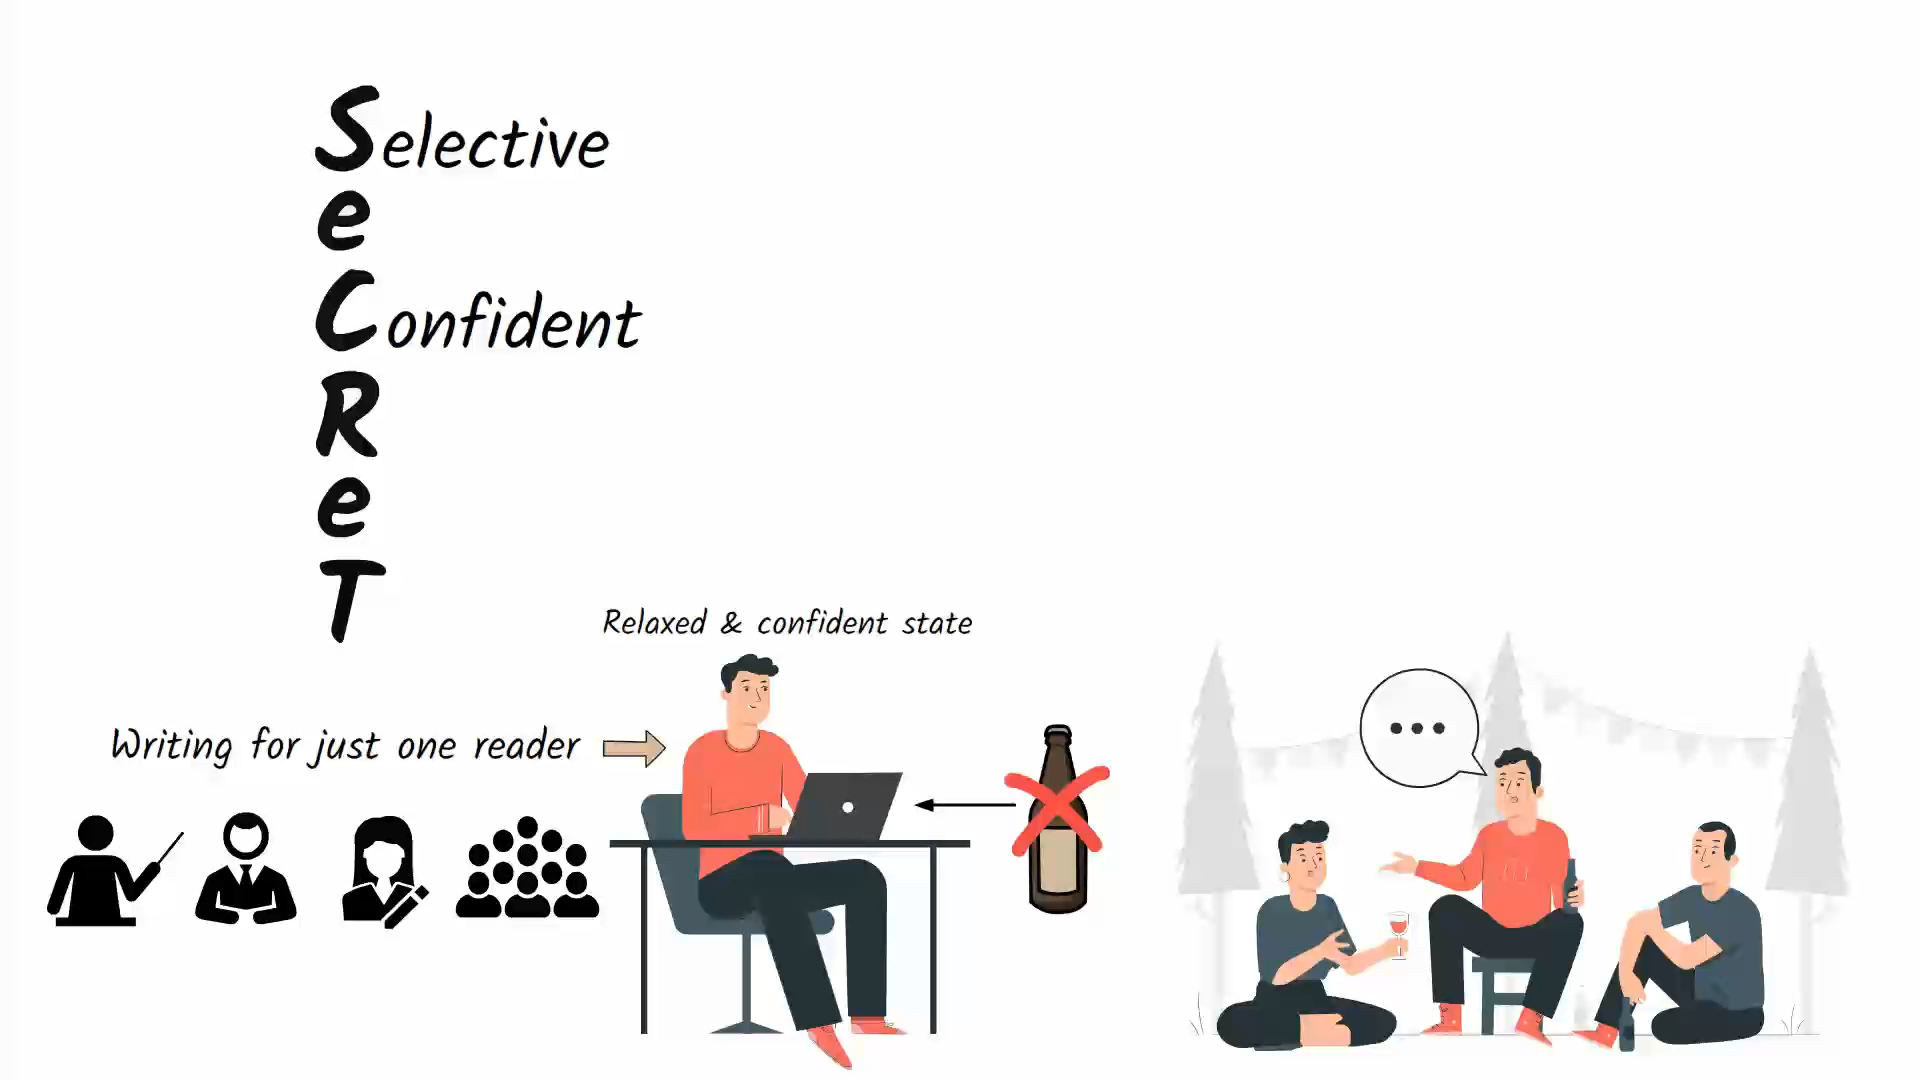 Selective
e
Confident
R
e
T
Relaxed & confident state
Writing for just one reader